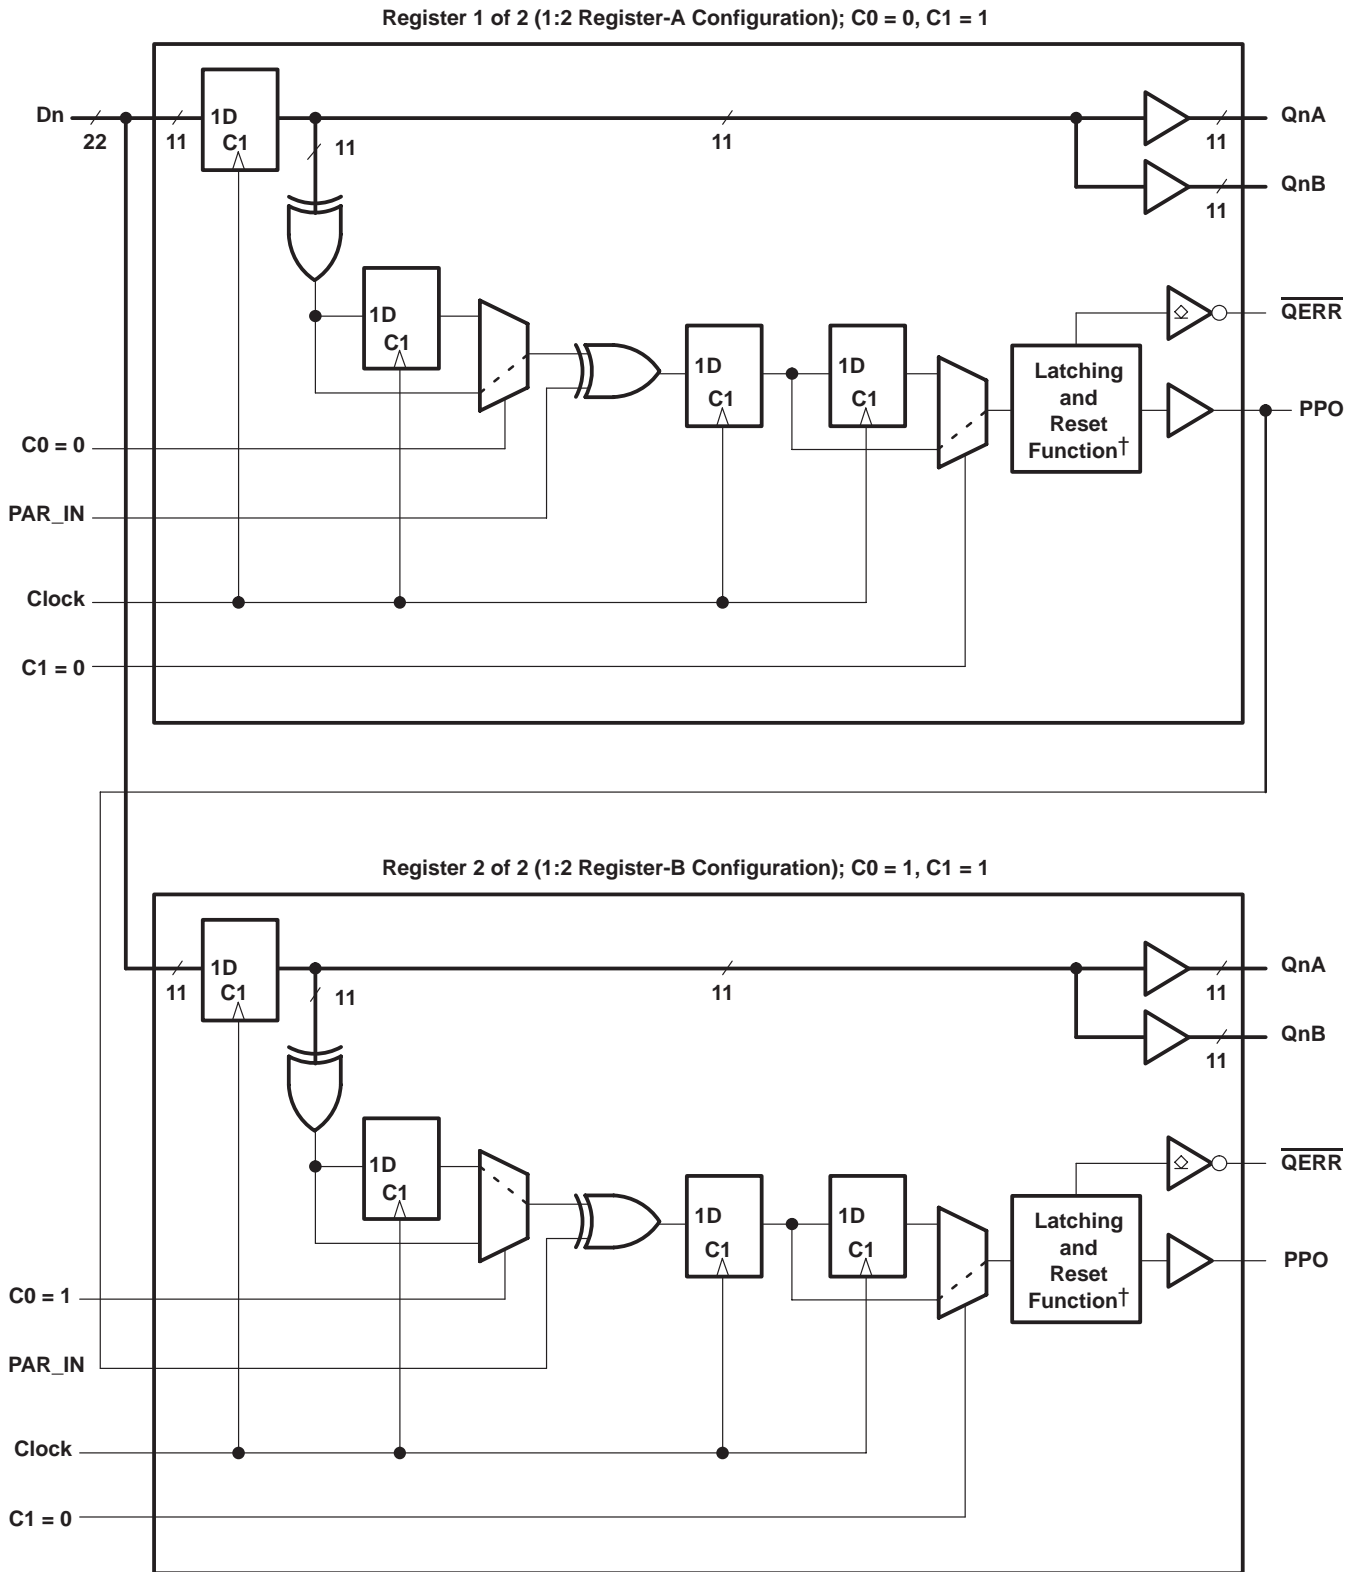 Register 1 of 2 (1:2 Register-A Configuration); C0 = 0, C1 = 1
Dn
22
11
1D
C1
11
11
11
QnA
11
QnB
1D
C1
1D
C1
1D
C1
Latching
and
Reset
Function†
QERR
PPO
C0 = 0
PAR_IN
Clock
C1 = 0
Register 2 of 2 (1:2 Register-B Configuration); C0 = 1, C1 = 1
11
1D
C1
11
11
11
QnA
11
QnB
1D
C1
1D
C1
1D
C1
Latching
and
Reset
Function†
QERR
PPO
C0 = 1
PAR_IN
Clock
C1 = 0